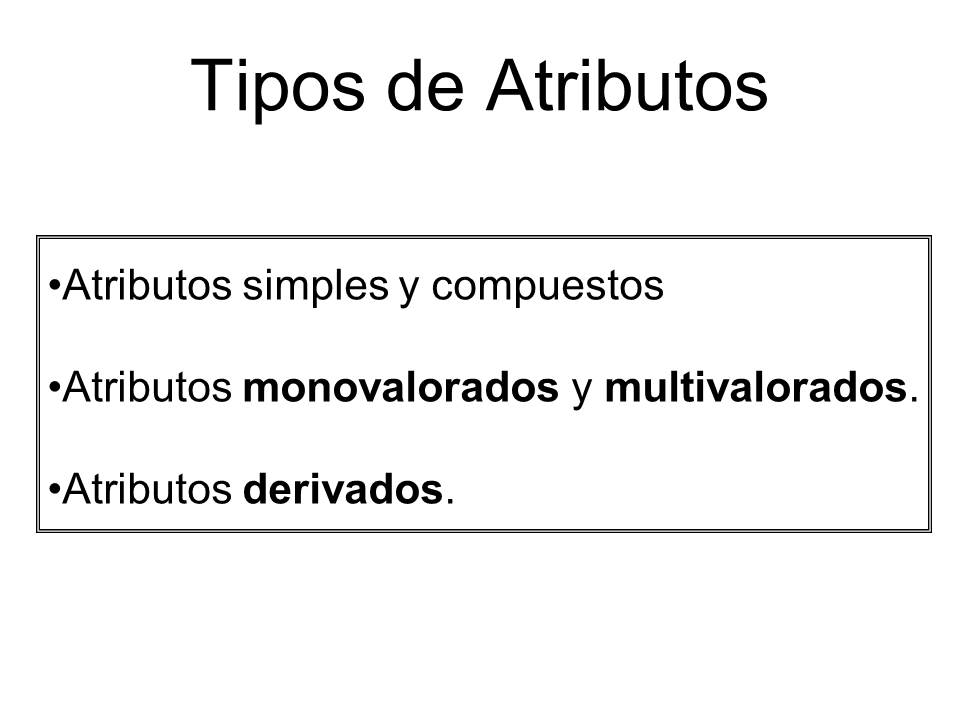 Tipos de Atributos
•Atributos simples y compuestos
•Atributos monovalorados y multivalorados.
•Atributos derivados.